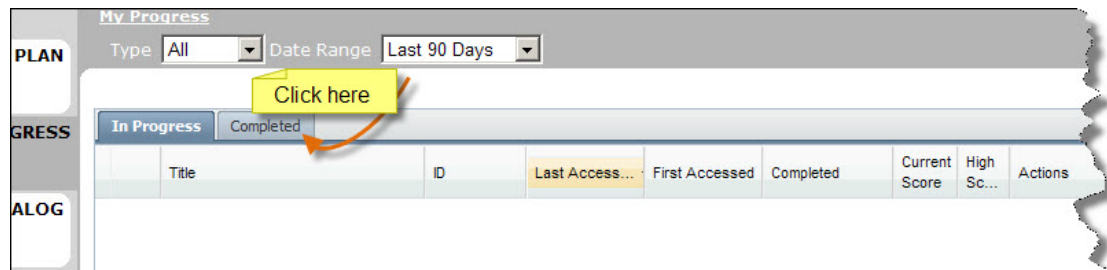 My Progress
PLAN
Type All Date Range Last 90 Days
Click here
GRESS
In Progress Completed
Title ID Last Access... First Accessed Completed Current Score High Sc... Actions
ALOG